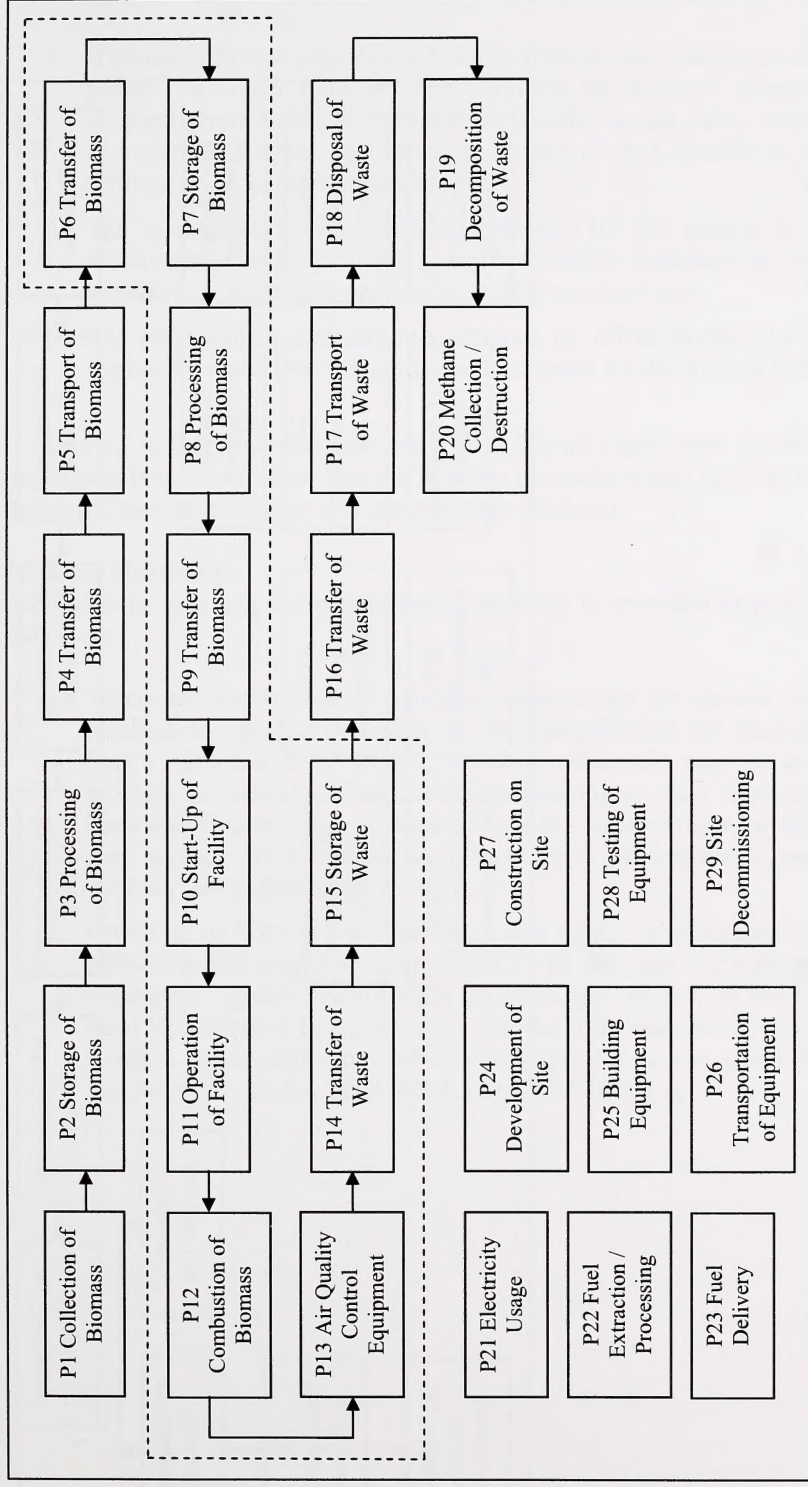 P1 Collection of
Biomass
P2 Storage of
Biomass
P3 Processing
of Biomass
P4 Transfer of
Biomass
P5 Transport of
Biomass
P6 Transfer of
Biomass
P7 Storage of
Biomass
P8 Processing
of Biomass
P9 Transfer of
Biomass
P10 Start-Up of
Facility
P11 Operation
of Facility
P12
Combustion of
Biomass
P13 Air Quality
Control
Equipment
P14 Transfer of
Waste
P15 Storage of
Waste
P16 Transfer of
Waste
P17 Transport
of Waste
P18 Disposal of
Waste
P19
Decomposition
of Waste
P20 Methane
Collection /
Destruction
P21 Electricity
Usage
P22 Fuel
Extraction /
Processing
P23 Fuel
Delivery
P24
Development of
Site
P25 Building
Equipment
P26
Transportation
of Equipment
P27
Construction on
Site
P28 Testing of
Equipment
P29 Site
Decommissioning